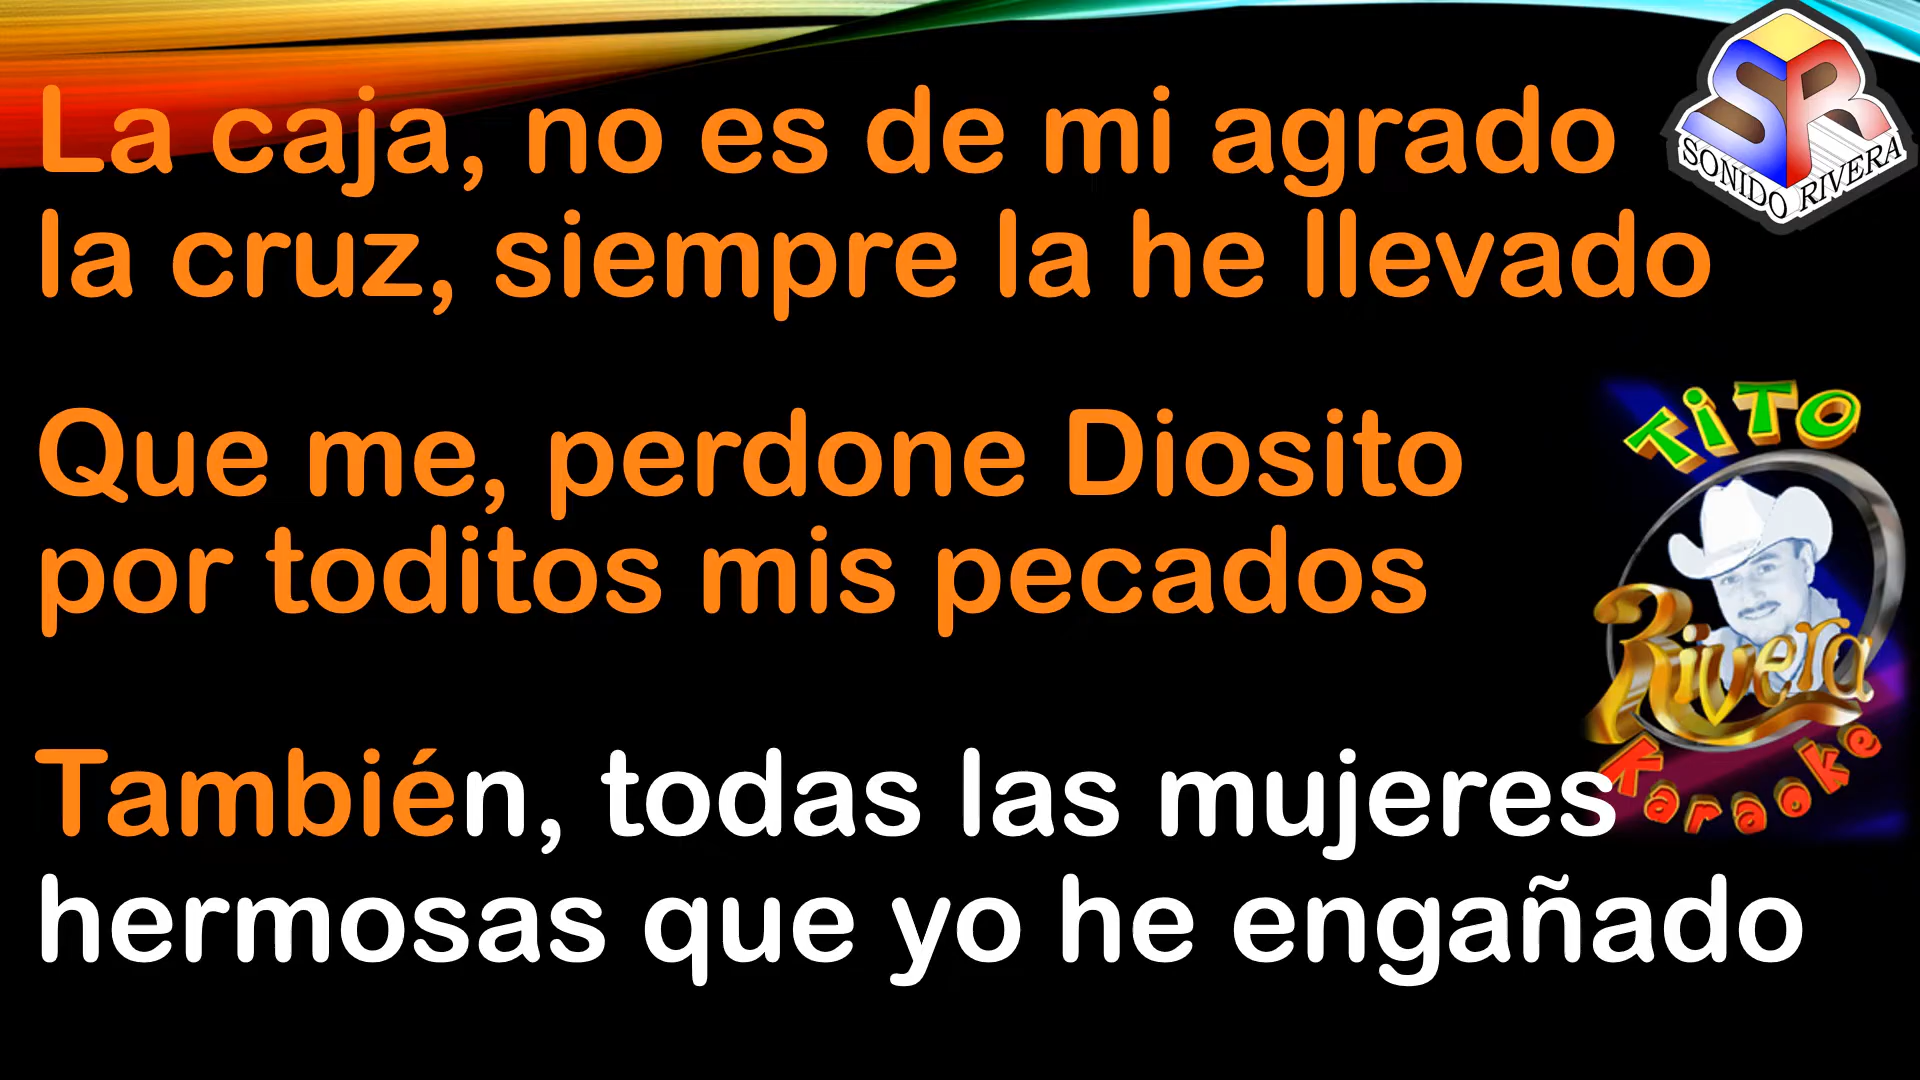 La caja, no es de mi agrado
la cruz, siempre la he llevado
SR
SONIDO RIVERA
Que me, perdone Diosito
por toditos mis pecados
TiTO
Rivera
Karaoke
También, todas las mujeres
hermosas que yo he engañado